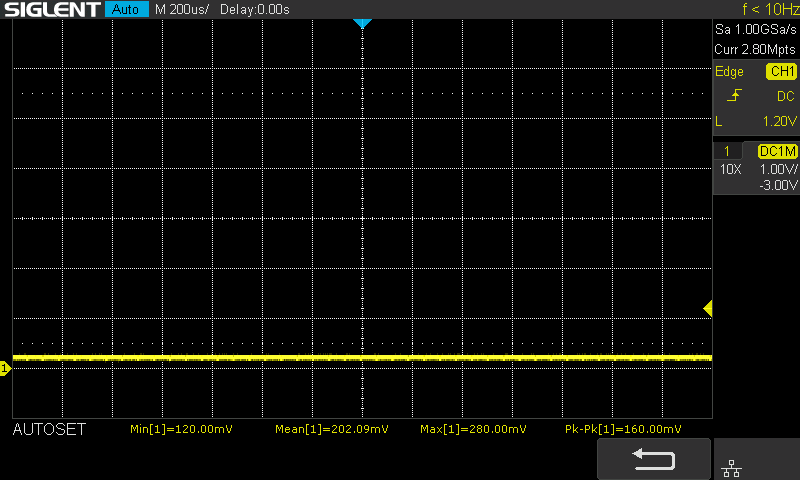 SIGLENT Auto M 200us/ Delay:0.00s f < 10Hz
Sa 1.00GSa/s
Curr 2.80Mpts
Edge CH1
DC
L 1.20V
1 DC1M
10X 1.00V/
-3.00V
1
AUTOSET Min[1]=120.00mV Mean[1]=202.09mV Max[1]=280.00mV Pk-Pk[1]=160.00mV